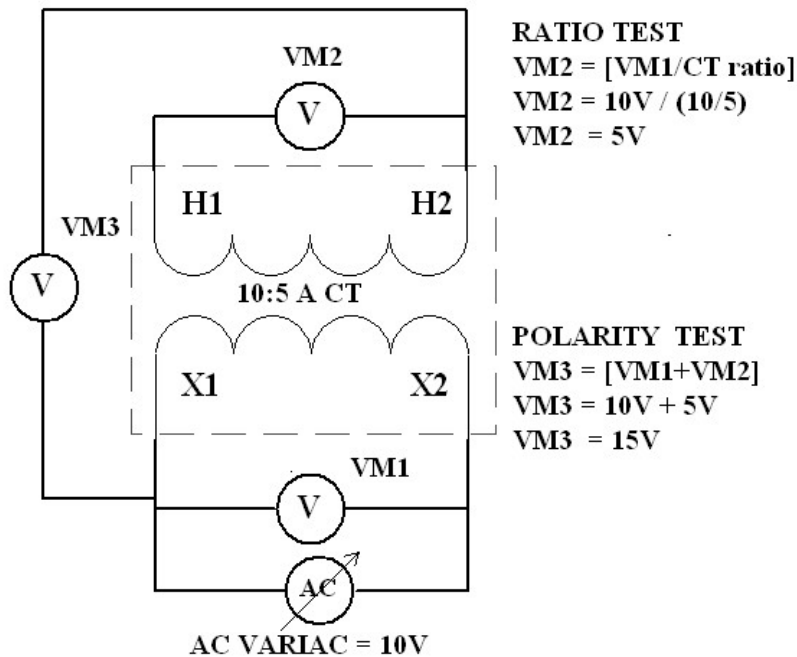 RATIO TEST
VM2 = [VM1/CT ratio]
VM2 = 10V / (10/5)
VM2 = 5V
VM2
V
H1 H2
VM3
V
10:5 A CT
X1 X2
POLARITY TEST
VM3 = [VM1+VM2]
VM3 = 10V + 5V
VM3 = 15V
VM1
V
AC
AC VARIAC = 10V